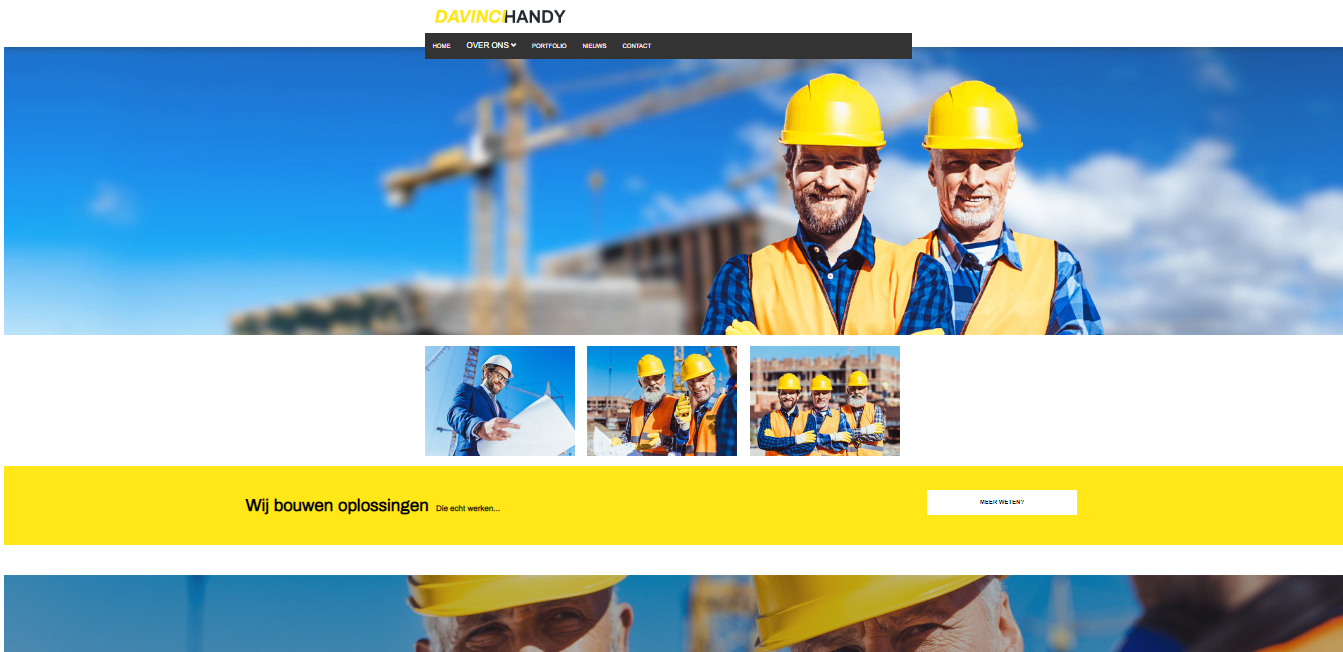 DAVINCIHANDY
HOME OVER ONS PORTFOLIO NIEUWS CONTACT
Wij bouwen oplossingen Die echt werken...
MEER WETEN?